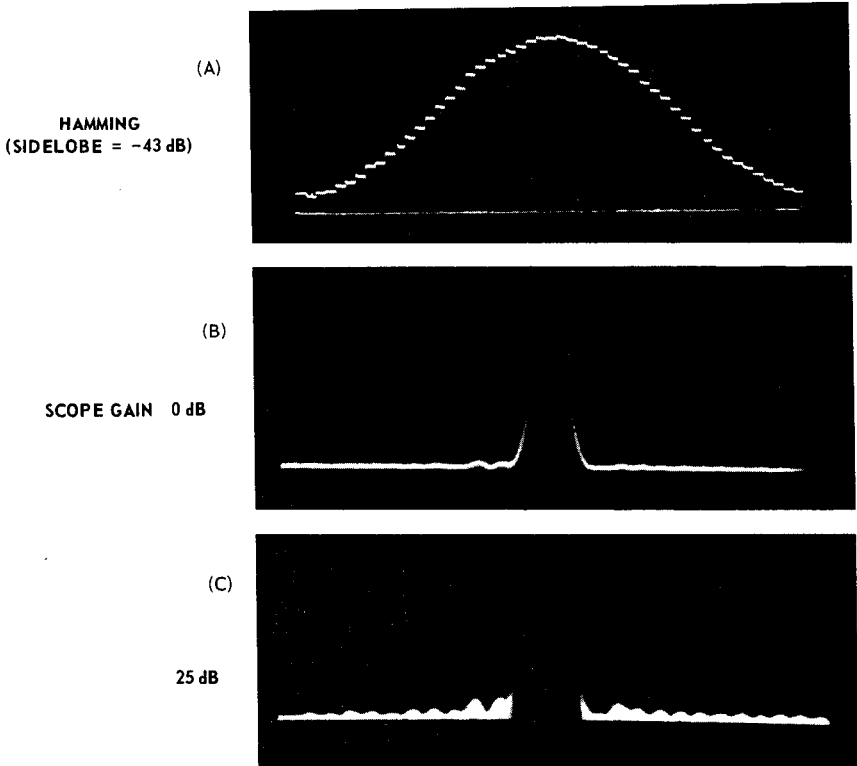 (A)
HAMMING
(SIDELOBE = −43 dB)
(B)
SCOPE GAIN 0 dB
(C)
25 dB